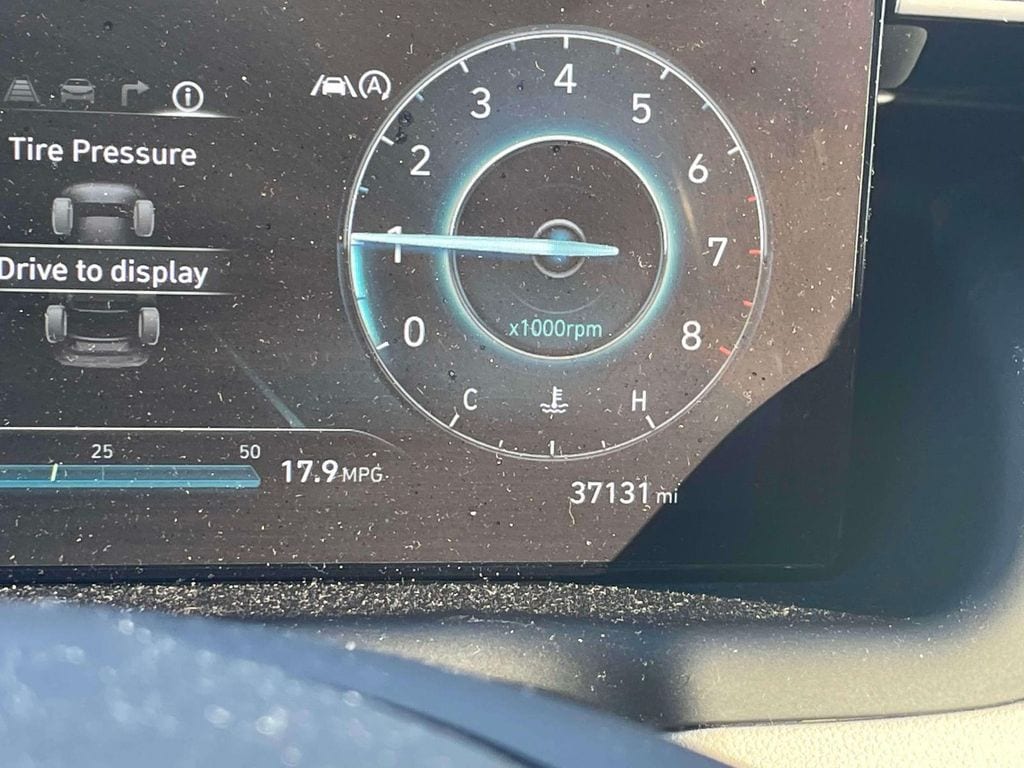 A
i
4
3
5
Tire Pressure
2
6
1
7
Drive to display
x1000rpm
0
8
C
H
25
50
17.9 MPG
37131 mi